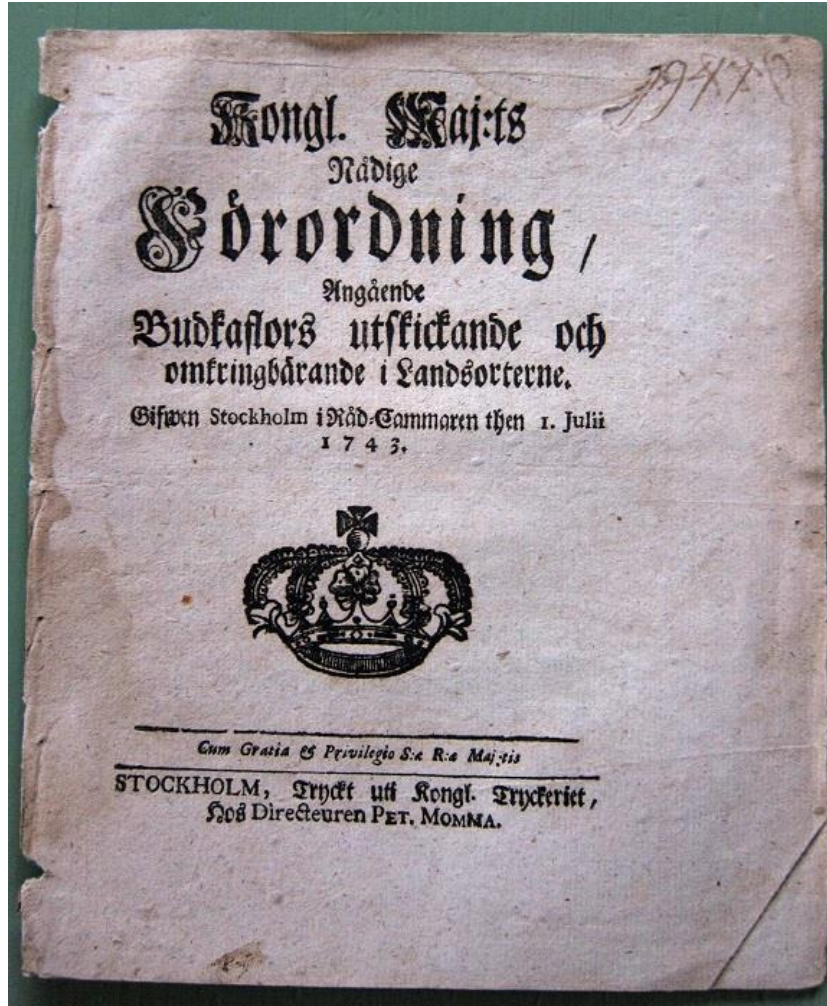 Kongl. Maj:ts
Nådige
Förordning,
Angående
Budkaflors utskickande och
omkringbärande i Landsorterne.
Gifwen Stockholm i Råd-Cammaren then 1. Julii
1743.
Cum Gratia & Privilegio S:æ R:æ Maj:tis
STOCKHOLM, Tryckt uti Kongl. Tryckeriet,
Hos Directeuren PET. MOMMA.